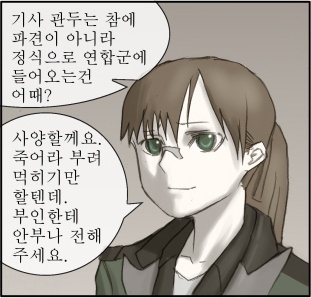 기사 관두는 참에
파견이 아니라
정식으로 연합군에
들어오는건
어때?
사양할께요.
죽어라 부려
먹히기만
할텐데.
부인한테
안부나 전해
주세요.